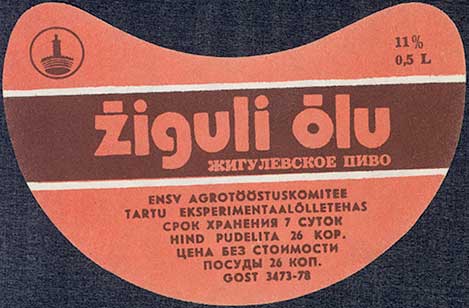 11%
0,5 L
žiguli õlu
ЖИГУЛЕВСКОЕ ПИВО
ENSV AGROTÖÖSTUSKOMITEE
TARTU EKSPERIMENTAALÕLLETEHAS
СРОК ХРАНЕНИЯ 7 СУТОК
HIND PUDELITA 26 KOP.
ЦЕНА БЕЗ СТОИМОСТИ
ПОСУДЫ 26 КОП.
GOST 3473-78